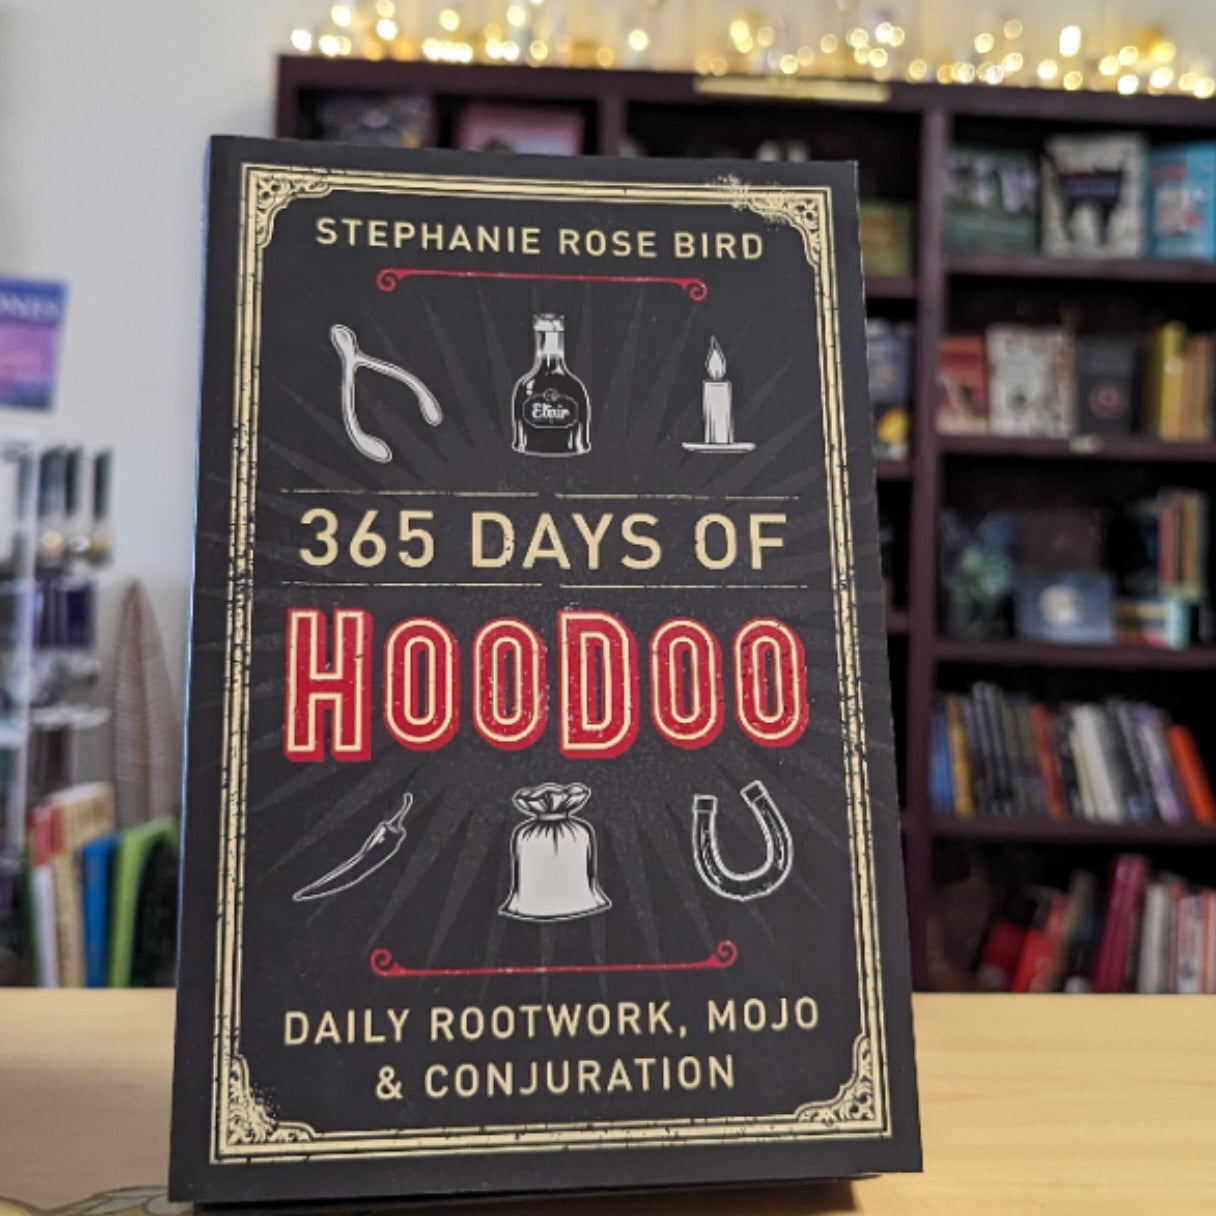 STEPHANIE ROSE BIRD
Elixir
365 DAYS OF
HOODOO
DAILY ROOTWORK, MOJO
& CONJURATION